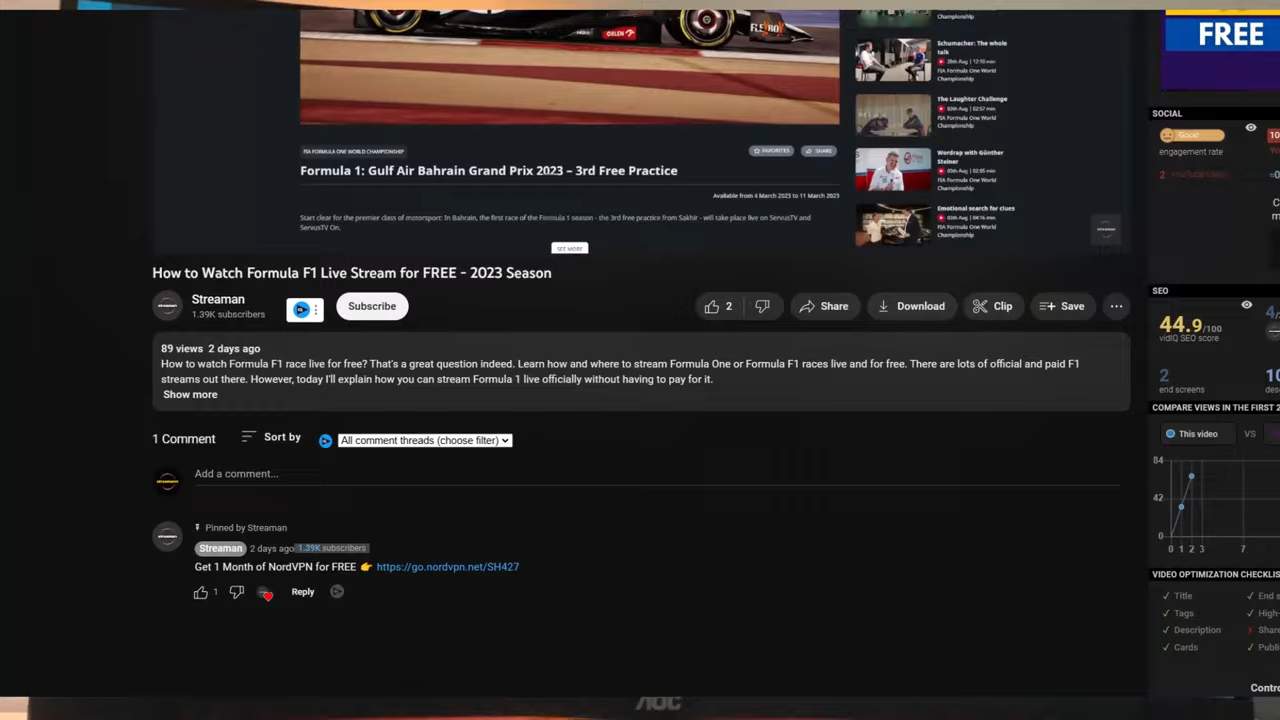 FLEXBOX
FREE
Schumacher: The whole
talk
FIA Formula One World
Championship
Championship
The Laughter Challenge
FIA Formula One World
Championship
Wordrap with Günther
Steiner
FIA Formula One World
Championship
Emotional search for clues
FIA Formula One World
Championship
FIA FORMULA ONE WORLD CHAMPIONSHIP
FAVORITES
SHARE
Formula 1: Gulf Air Bahrain Grand Prix 2023 – 3rd Free Practice
Available from 4 March 2023 to 11 March 2023
Start clear for the premier class of motorsport: In Bahrain, the first race of the Formula 1 season - the 3rd free practice from Sakhir - will take place live on ServusTV and
ServusTV On.
SEE MORE
How to Watch Formula F1 Live Stream for FREE - 2023 Season
Streaman
1.39K subscribers
Subscribe
2
Share
Download
Clip
Save
89 views 2 days ago
How to watch Formula F1 race live for free? That's a great question indeed. Learn how and where to stream Formula One or Formula F1 races live and for free. There are lots of official and paid F1
streams out there. However, today I'll explain how you can stream Formula 1 live officially without having to pay for it.
Show more
1 Comment
Sort by
All comment threads (choose filter)
Add a comment...
Pinned by Streaman
Streaman 2 days ago 1.39K subscribers
Get 1 Month of NordVPN for FREE 👉 https://go.nordvpn.net/SH427
1
Reply
SOCIAL
Good!
engagement rate
2
SEO
44.9/100
vidIQ SEO score
2
end screens
COMPARE VIEWS IN THE FIRST 2
This video VS
84
42
0
0 1 2 3 7
VIDEO OPTIMIZATION CHECKLIS
Title
Tags
Description
Cards
End s
High-
Share
Publi
Contro
AOC